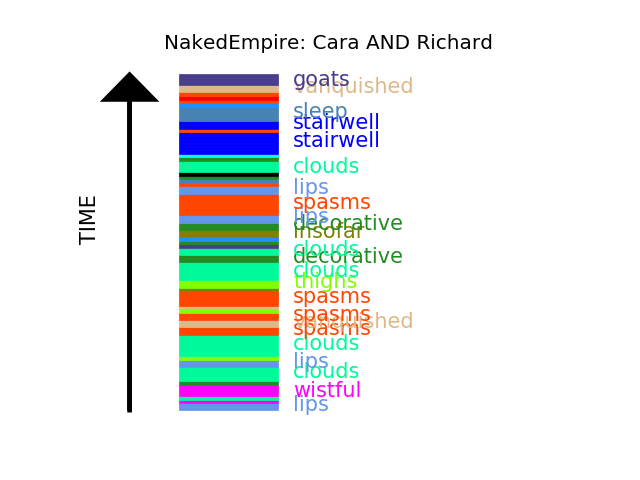 NakedEmpire: Cara AND Richard
TIME
goats
vanquished
sleep
stairwell
stairwell
clouds
lips
spasms
lips
decorative
insofar
clouds
decorative
clouds
thighs
spasms
spasms
vanquished
spasms
clouds
lips
clouds
wistful
lips